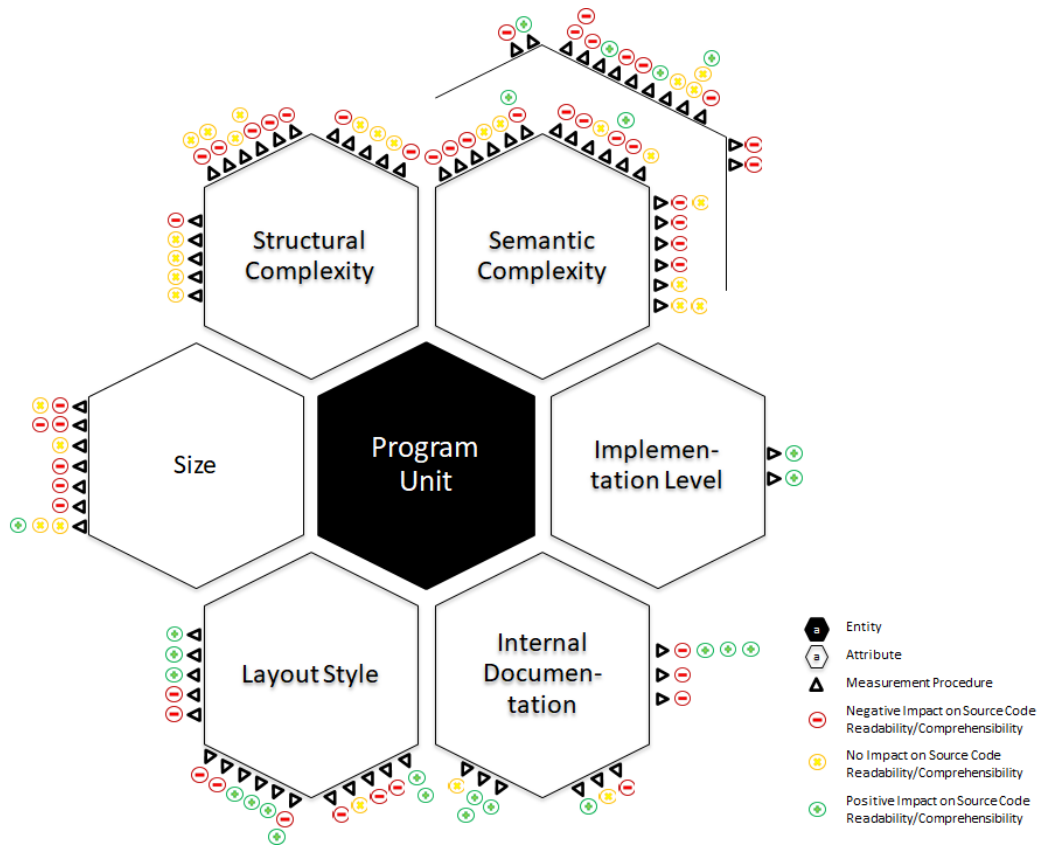 Structural
Complexity
Semantic
Complexity
Size
Program
Unit
Implemen-
tation Level
Layout Style
Internal
Documen-
tation
a Entity
a Attribute
Measurement Procedure
Negative Impact on Source Code
Readability/Comprehensibility
No Impact on Source Code
Readability/Comprehensibility
Positive Impact on Source Code
Readability/Comprehensibility